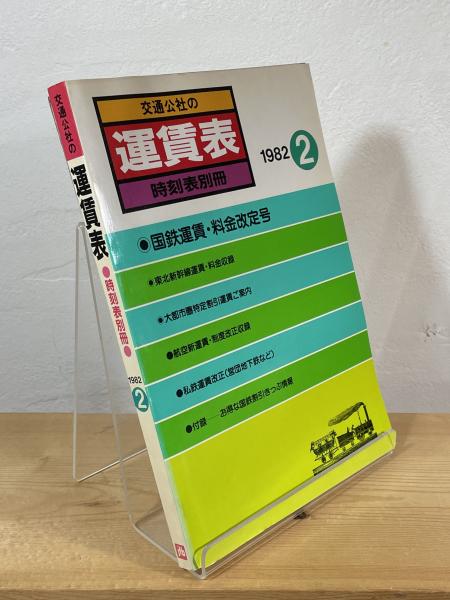 交通公社の
運賃表
時刻表別冊
1982 2
●国鉄運賃・料金改定号
●東北新幹線運賃・料金収録
●大都市圏特定割引運賃ご案内
●航空新運賃・制度改正収録
●私鉄運賃改正(営団地下鉄など)
●付録──お得な国鉄割引きっぷ情報
交通公社の
運賃表
●時刻表別冊●
1982
2